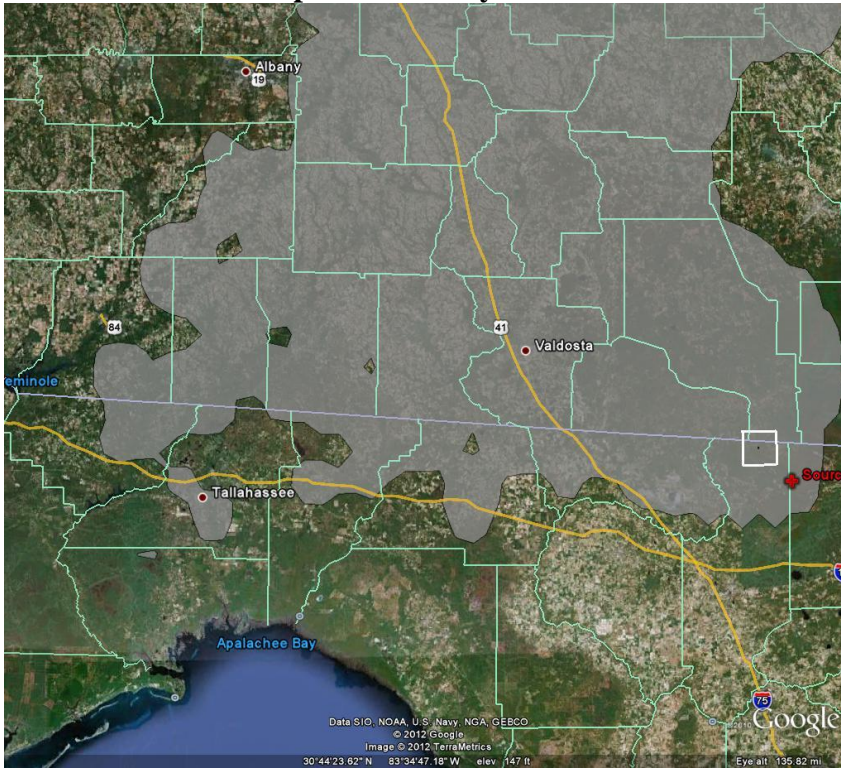 Albany
19
84
41
Valdosta
eminole
Sourc
Tallahassee
Apalachee Bay
75
Data SIO, NOAA, U.S. Navy, NGA, GEBCO
© 2012 Google
Image © 2012 TerraMetrics
© 2010
Google
30°44'23.62" N 83°34'47.18" W elev 147 ft
Eye alt 135.82 mi